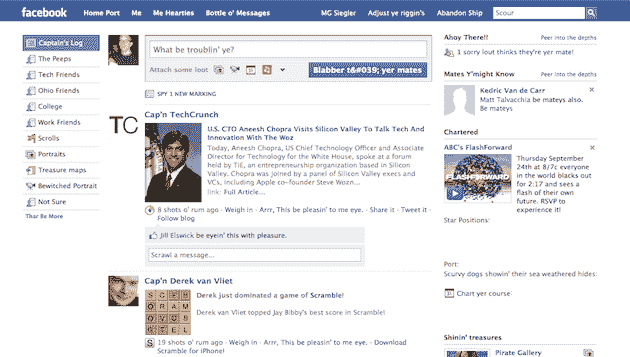 facebook Home Port Me Me Hearties Bottle o' Messages MG Siegler Adjust ye riggin's Abandon Ship Scour
Captain's Log
The Peeps
Tech Friends
Ohio Friends
College
Work Friends
Scrolls
Portraits
Treasure maps
Bewitched Portrait
Not Sure
Thar Be More
What be troublin' ye?
Attach some loot
Blabber t&#039; yer mates
SPY 1 NEW MARKING
TC
Cap'n TechCrunch
U.S. CTO Aneesh Chopra Visits Silicon Valley To Talk Tech And
Innovation With The Woz
Today, Aneesh Chopra, US Chief Technology Officer and Associate
Director for Technology for the White House, spoke at a forum
held by TIE, an entrepreneurship organization based in Silicon
Valley. Chopra was joined by a panel of Silicon Valley execs and
VCs, including Apple co-founder Steve Wozn...
link: Full Article...
8 shots o' rum ago · Weigh in · Arrr, This be pleasin' to me eye. · Share it · Tweet it ·
Follow blog
Jill Elswick be eyein' this with pleasure.
Scrawl a message...
Cap'n Derek van Vliet
SCRB
ORAM
OVOS
GTEL
Derek just dominated a game of Scramble!
Derek van Vliet topped Jay Bibby's best score in Scramble!
19 shots o' rum ago · Weigh in · Arrr, This be pleasin' to me eye. · Download
Scramble for iPhone!
Ahoy There!! Peer into the depths
1 sorry lout thinks they're yer mate!
Mates Y'might Know Peer into the depths
Kedric Van de Carr
Matt Talvacchia be mateys also.
Be mateys
Chartered
ABC's FlashForward
FLASHFORWARD
Thursday September
24th at 8/7c everyone
in the world blacks out
for 2:17 and sees a
flash of their own
future. RSVP to
experience it!
Star Positions:
Port:
Scurvy dogs showin' their sea weathered hides:
31 Chart yer course
Shinin' treasures
Pirate Gallery